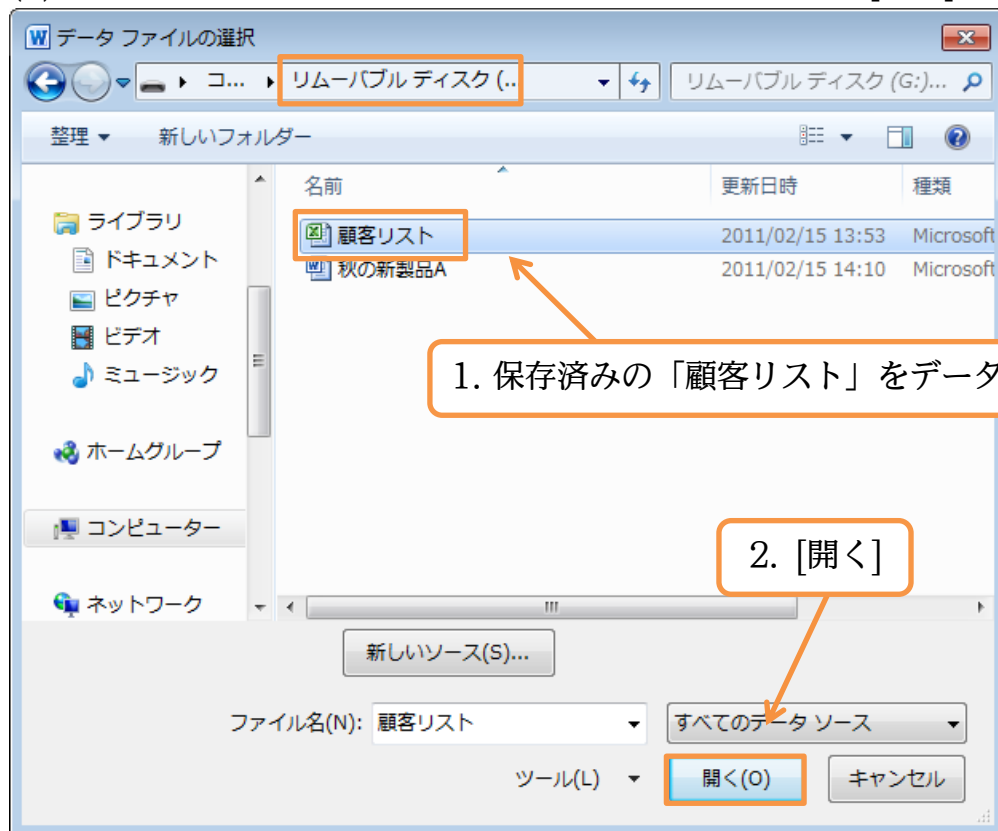 データ ファイルの選択
コ... リムーバブル ディスク (... リムーバブル ディスク (G:)...
整理 新しいフォルダー
名前 更新日時 種類
ライブラリ
顧客リスト 2011/02/15 13:53 Microsoft
ドキュメント
秋の新製品A 2011/02/15 14:10 Microsoft
ピクチャ
ビデオ
ミュージック
1. 保存済みの「顧客リスト」をデータ
ホームグループ
コンピューター
2. [開く]
ネットワーク
新しいソース(S)...
ファイル名(N): 顧客リスト すべてのデータ ソース
ツール(L) 開く(O) キャンセル